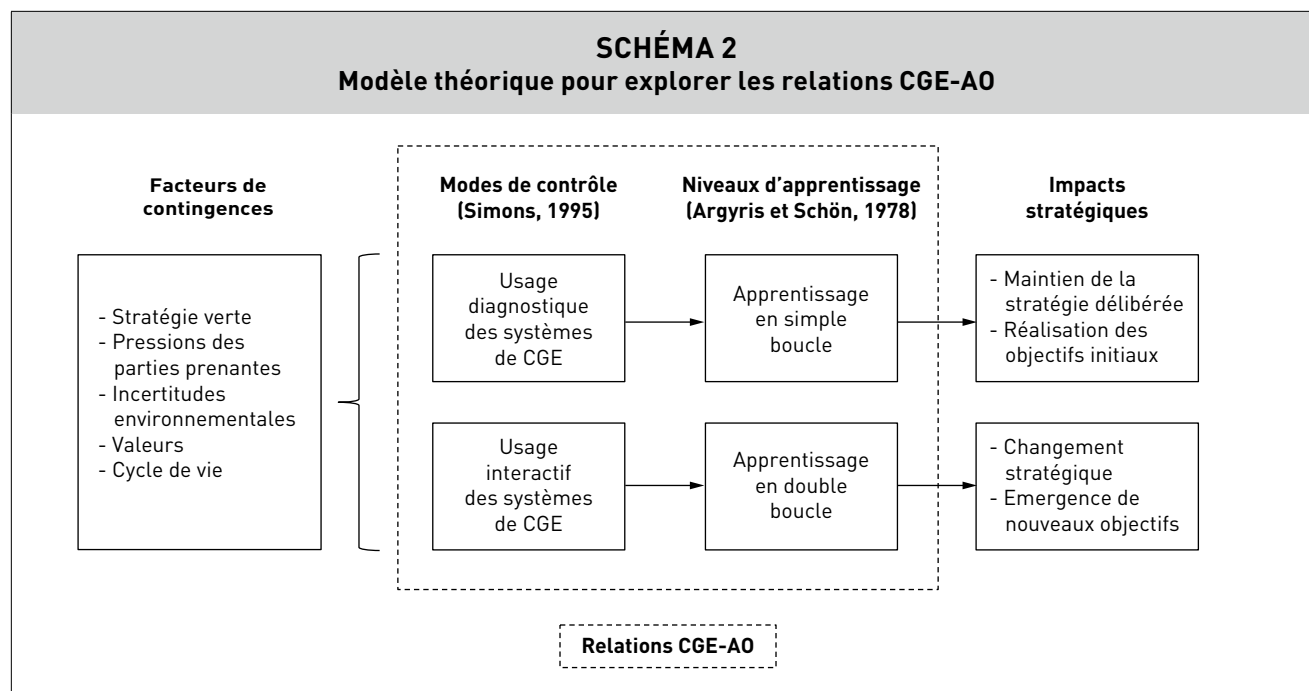 SCHÉMA 2
Modèle théorique pour explorer les relations CGE-AO
Facteurs de
contingences
- Stratégie verte
- Pressions des
parties prenantes
- Incertitudes
environnementales
- Valeurs
- Cycle de vie
Modes de contrôle
(Simons, 1995)
Usage
diagnostique
des systèmes
de CGE
Usage
interactif
des systèmes
de CGE
Niveaux d'apprentissage
(Argyris et Schön, 1978)
Apprentissage
en simple
boucle
Apprentissage
en double
boucle
Impacts
stratégiques
- Maintien de la
stratégie délibérée
- Réalisation des
objectifs initiaux
- Changement
stratégique
- Emergence de
nouveaux objectifs
Relations CGE-AO